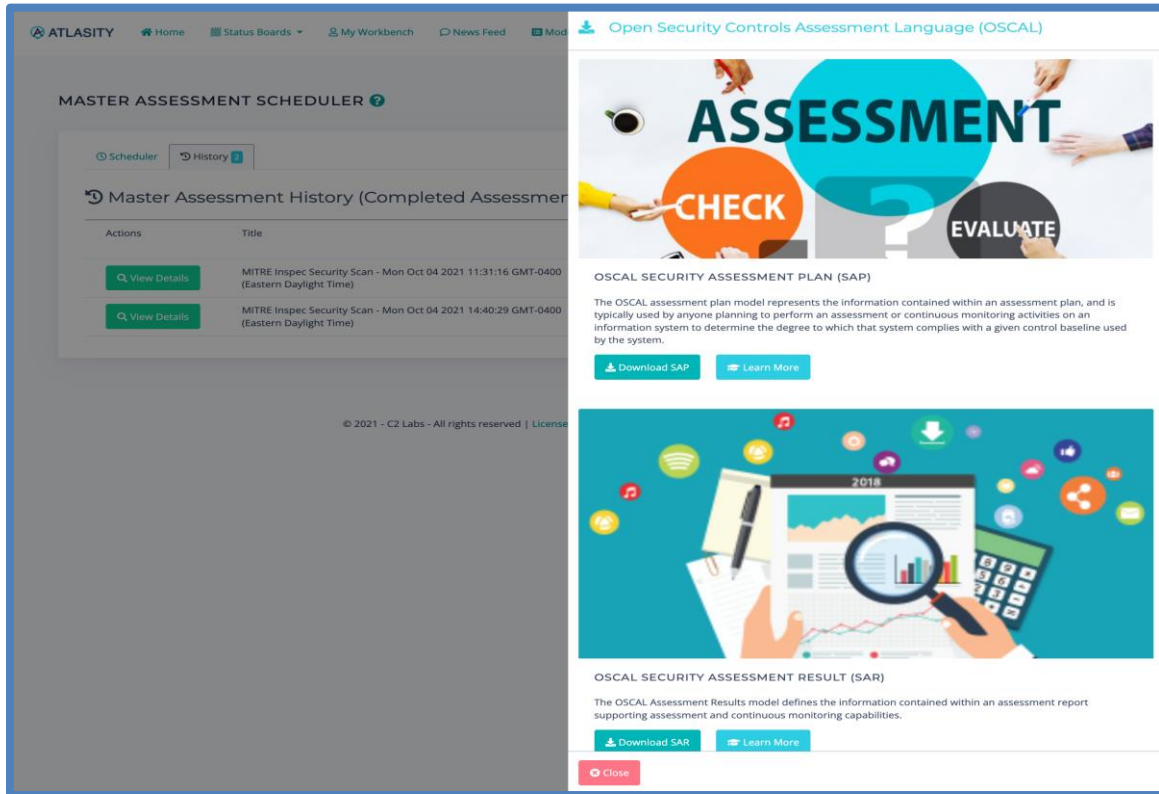 ATLASITY Home Status Boards My Workbench News Feed Mod
MASTER ASSESSMENT SCHEDULER ?
Scheduler History 2
Master Assessment History (Completed Assessmen
Actions Title
View Details MITRE Inspec Security Scan - Mon Oct 04 2021 11:31:16 GMT-0400
(Eastern Daylight Time)
View Details MITRE Inspec Security Scan - Mon Oct 04 2021 14:40:29 GMT-0400
(Eastern Daylight Time)
© 2021 - C2 Labs - All rights reserved | License
Open Security Controls Assessment Language (OSCAL)
ASSESSMENT
CHECK
?
EVALUATE
OSCAL SECURITY ASSESSMENT PLAN (SAP)
The OSCAL assessment plan model represents the information contained within an assessment plan, and is
typically used by anyone planning to perform an assessment or continuous monitoring activities on an
information system to determine the degree to which that system complies with a given control baseline used
by the system.
Download SAP Learn More
2018
OSCAL SECURITY ASSESSMENT RESULT (SAR)
The OSCAL Assessment Results model defines the information contained within an assessment report
supporting assessment and continuous monitoring capabilities.
Download SAR Learn More
Close